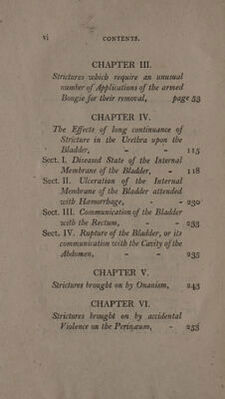 vi CONTENTS.
CHAPTER III.
Strictures which require an unusual
number of Applications of the armed
Bougie for their removal, page 53
CHAPTER IV.
The Effects of long continuance of
Stricture in the Urethra upon the
Bladder, - - 115
Sect. I. Diseased State of the Internal
Membrane of the Bladder, - 118
Sect. II. Ulceration of the Internal
Membrane of the Bladder attended
with Hæmorrhage, - - 230
Sect. III. Communication of the Bladder
with the Rectum, - - 233
Sect. IV. Rupture of the Bladder, or its
communication with the Cavity of the
Abdomen, - - 235
CHAPTER V.
Strictures brought on by Onanism, 243
CHAPTER VI.
Strictures brought on by accidental
Violence on the Perinæum, - 253